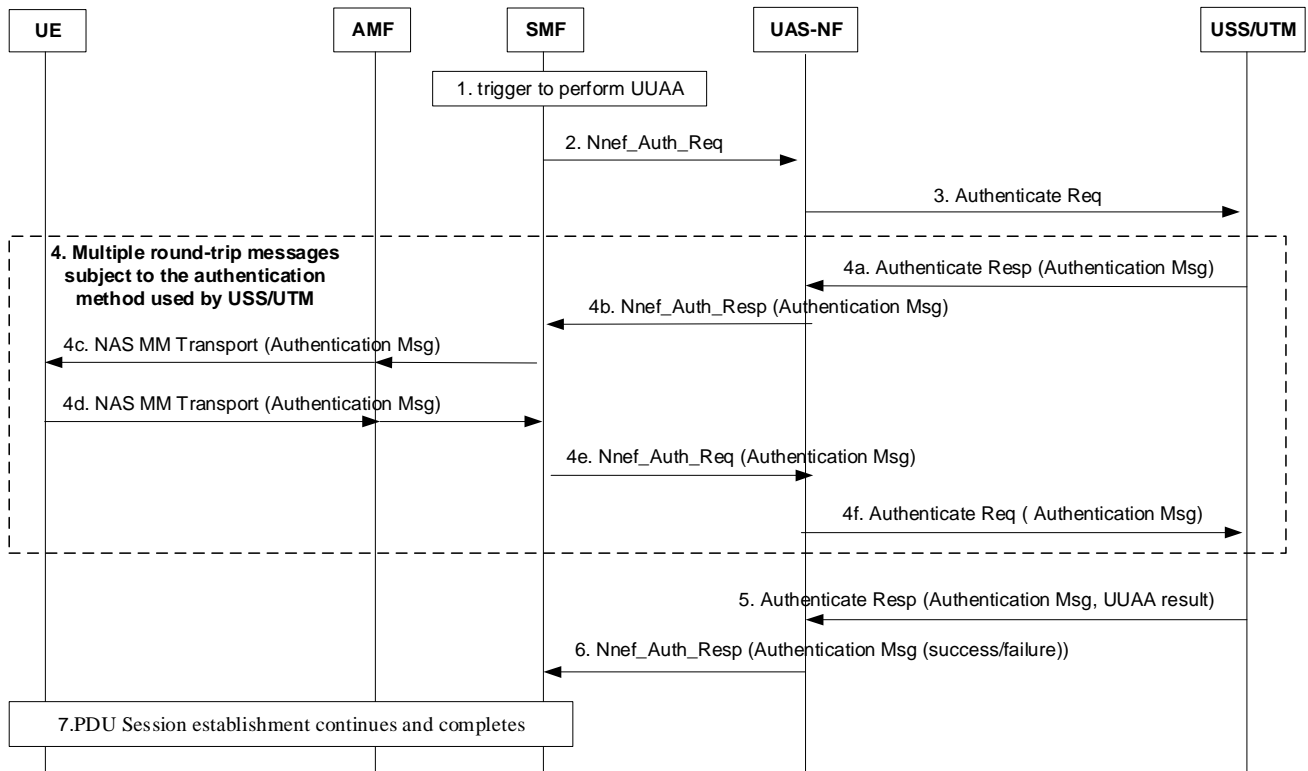 UE
AMF
SMF
UAS-NF
USS/UTM
1. trigger to perform UUAA
2. Nnef_Auth_Req
3. Authenticate Req
4. Multiple round-trip messages
subject to the authentication
method used by USS/UTM
4a. Authenticate Resp (Authentication Msg)
4b. Nnef_Auth_Resp (Authentication Msg)
4c. NAS MM Transport (Authentication Msg)
4d. NAS MM Transport (Authentication Msg)
4e. Nnef_Auth_Req (Authentication Msg)
4f. Authenticate Req ( Authentication Msg)
5. Authenticate Resp (Authentication Msg, UUAA result)
6. Nnef_Auth_Resp (Authentication Msg (success/failure))
7.PDU Session establishment continues and completes